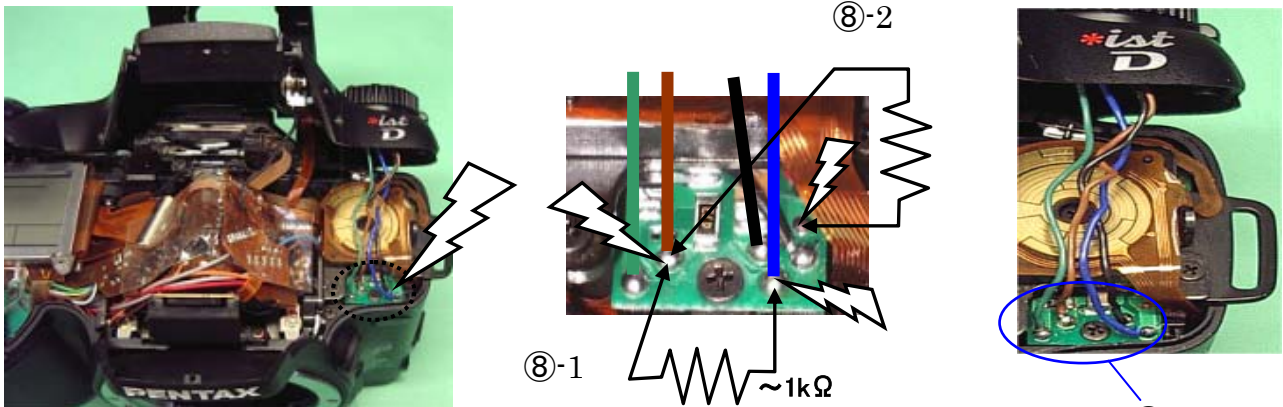 *ist
D
PENTAX
⑧-2
⑧-1
~1kΩ
*ist
D